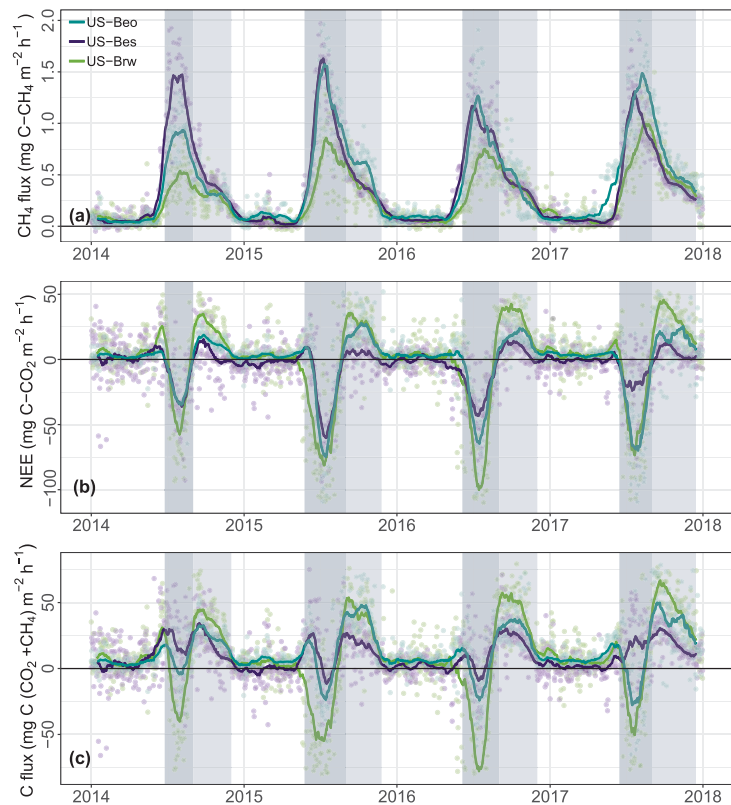 CH4 flux (mg C−CH4 m−2 h−1)
2.0
1.5
1.0
0.5
0.0
US−Beo
US−Bes
US−Brw
(a)
2014 2015 2016 2017 2018
NEE (mg C−CO2 m−2 h−1)
50
0
−50
−100
(b)
2014 2015 2016 2017 2018
C flux (mg C (CO2 +CH4) m−2 h−1)
50
0
−50
(c)
2014 2015 2016 2017 2018